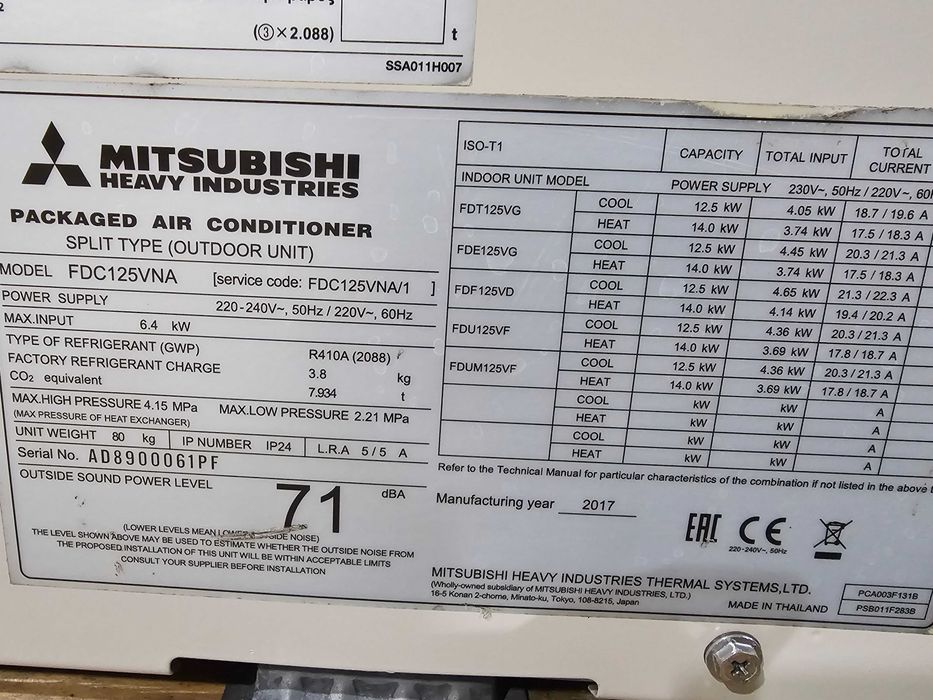 (③×2.088)
t
SSA011H007
MITSUBISHI
HEAVY INDUSTRIES
PACKAGED AIR CONDITIONER
SPLIT TYPE (OUTDOOR UNIT)
MODEL FDC125VNA [service code: FDC125VNA/1 ]
POWER SUPPLY 220-240V~, 50Hz / 220V~, 60Hz
MAX.INPUT 6.4 kW
TYPE OF REFRIGERANT (GWP) R410A (2088)
FACTORY REFRIGERANT CHARGE 3.8 kg
CO2 equivalent 7.934 t
MAX.HIGH PRESSURE 4.15 MPa MAX.LOW PRESSURE 2.21 MPa
(MAX PRESSURE OF HEAT EXCHANGER)
UNIT WEIGHT 80 kg IP NUMBER IP24 L.R.A 5/5 A
Serial No. AD8900061PF
OUTSIDE SOUND POWER LEVEL
71 dBA
(LOWER LEVELS MEAN LOWER OUTSIDE NOISE)
THE LEVEL SHOWN ABOVE MAY BE USED TO ESTIMATE WHETHER THE OUTSIDE NOISE FROM
THE PROPOSED INSTALLATION OF THIS UNIT WILL BE WITHIN ACCEPTABLE LIMITS
CONSULT YOUR SUPPLIER BEFORE INSTALLATION
ISO-T1 CAPACITY TOTAL INPUT TOTAL CURRENT
INDOOR UNIT MODEL POWER SUPPLY 230V~, 50Hz / 220V~, 60H
FDT125VG COOL 12.5 kW 4.05 kW 18.7 / 19.6 A
HEAT 14.0 kW 3.74 kW 17.5 / 18.3 A
FDE125VG COOL 12.5 kW 4.45 kW 20.3 / 21.3 A
HEAT 14.0 kW 3.74 kW 17.5 / 18.3 A
FDF125VD COOL 12.5 kW 4.65 kW 21.3 / 22.3 A
HEAT 14.0 kW 4.14 kW 19.4 / 20.2 A
FDU125VF COOL 12.5 kW 4.36 kW 20.3 / 21.3 A
HEAT 14.0 kW 3.69 kW 17.8 / 18.7 A
FDUM125VF COOL 12.5 kW 4.36 kW 20.3 / 21.3 A
HEAT 14.0 kW 3.69 kW 17.8 / 18.7 A
COOL kW kW A
HEAT kW kW A
COOL kW kW A
HEAT kW kW A
Refer to the Technical Manual for particular characteristics of the combination if not listed in the above
Manufacturing year 2017
EAC CE
220-240V~, 50Hz
MITSUBISHI HEAVY INDUSTRIES THERMAL SYSTEMS,LTD.
(Wholly-owned subsidiary of MITSUBISHI HEAVY INDUSTRIES, LTD.)
16-5 Konan 2-chome, Minato-ku, Tokyo, 108-8215, Japan
MADE IN THAILAND
PCA003F131B
PSB011F283B